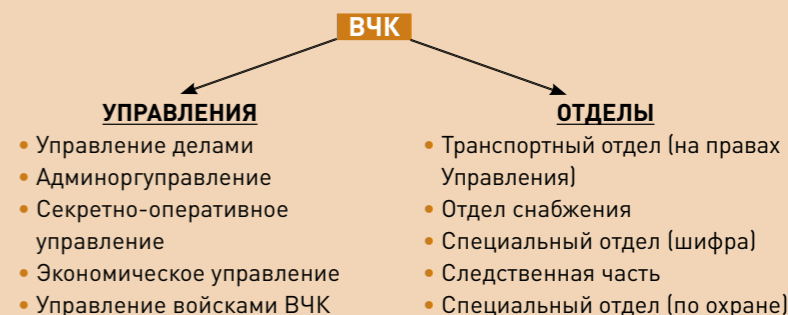 ВЧК
УПРАВЛЕНИЯ
• Управление делами
• Админоргуправление
• Секретно-оперативное
управление
• Экономическое управление
• Управление войсками ВЧК
ОТДЕЛЫ
• Транспортный отдел (на правах
Управления)
• Отдел снабжения
• Специальный отдел (шифра)
• Следственная часть
• Специальный отдел (по охране)